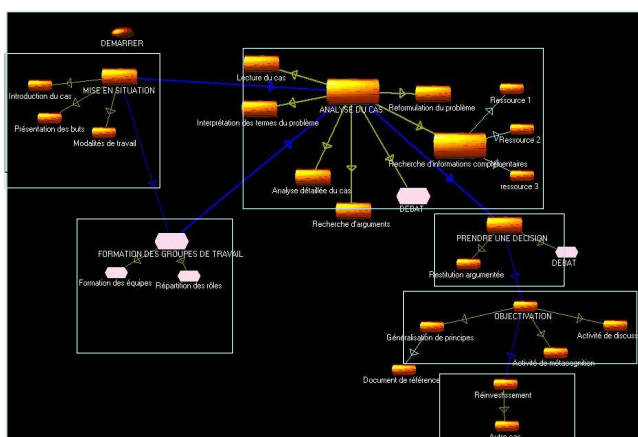 DEMARRER
MISE EN SITUATION
Introduction du cas
Présentation des buts
Modalités de travail
Lecture du cas
ANALYSE DU CAS
Reformulation du problème
Interprétation des termes du problème
Ressource 1
Ressource 2
Recherche d'informations complémentaires
ressource 3
Analyse détaillée du cas
Recherche d'arguments
DEBAT
FORMATION DES GROUPES DE TRAVAIL
Formation des équipes
Répartition des rôles
PRENDRE UNE DECISION
DEBAT
Restitution argumentée
OBJECTIVATION
Généralisation de principes
Activité de discuss
Activité de métacognition
Document de référence
Réinvestissement
Autre cas